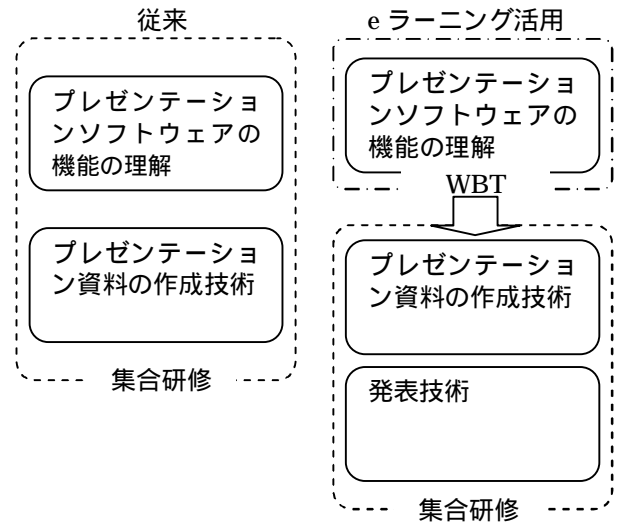 従来
プレゼンテーショ
ンソフトウェアの
機能の理解
プレゼンテーショ
ン資料の作成技術
集合研修
e ラーニング活用
プレゼンテーショ
ンソフトウェアの
機能の理解
WBT
プレゼンテーショ
ン資料の作成技術
発表技術
集合研修